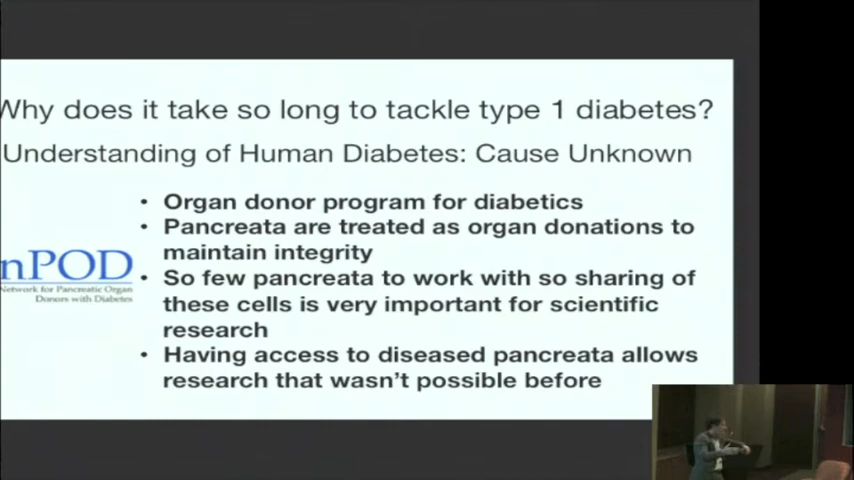 Why does it take so long to tackle type 1 diabetes?
Understanding of Human Diabetes: Cause Unknown
• Organ donor program for diabetics
• Pancreata are treated as organ donations to
maintain integrity
• So few pancreata to work with so sharing of
these cells is very important for scientific
research
• Having access to diseased pancreata allows
research that wasn't possible before
nPOD
Network for Pancreatic Organ
Donors with Diabetes